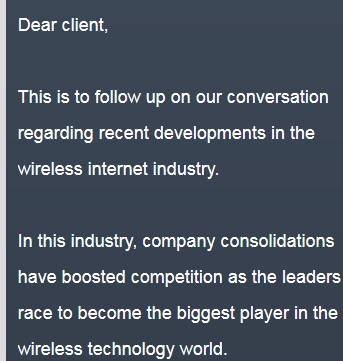 Dear client,
This is to follow up on our conversation
regarding recent developments in the
wireless internet industry.
In this industry, company consolidations
have boosted competition as the leaders
race to become the biggest player in the
wireless technology world.